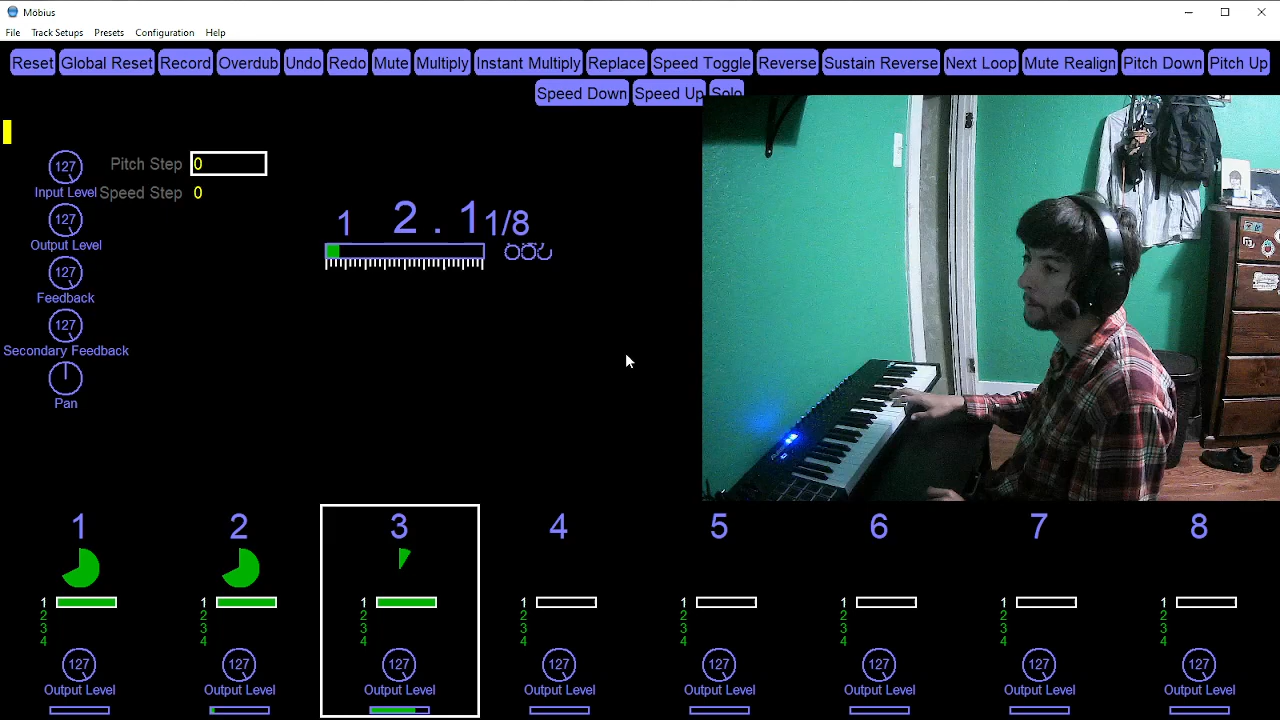 Möbius
File Track Setups Presets Configuration Help
Reset Global Reset Record Overdub Undo Redo Mute Multiply Instant Multiply Replace Speed Toggle Reverse Sustain Reverse Next Loop Mute Realign Pitch Down Pitch Up
Speed Down Speed Up Solo
127 Pitch Step 0
Input Level Speed Step 0
127
Output Level
1 2 . 1 1/8
127
Feedback
127
Secondary Feedback
Pan
1 2 3 4 5 6 7 8
1 1 1 1 1 1 1 1
2 2 2 2 2 2 2 2
3 3 3 3 3 3 3 3
4 4 4 4 4 4 4 4
127 127 127 127 127 127 127 127
Output Level Output Level Output Level Output Level Output Level Output Level Output Level Output Level